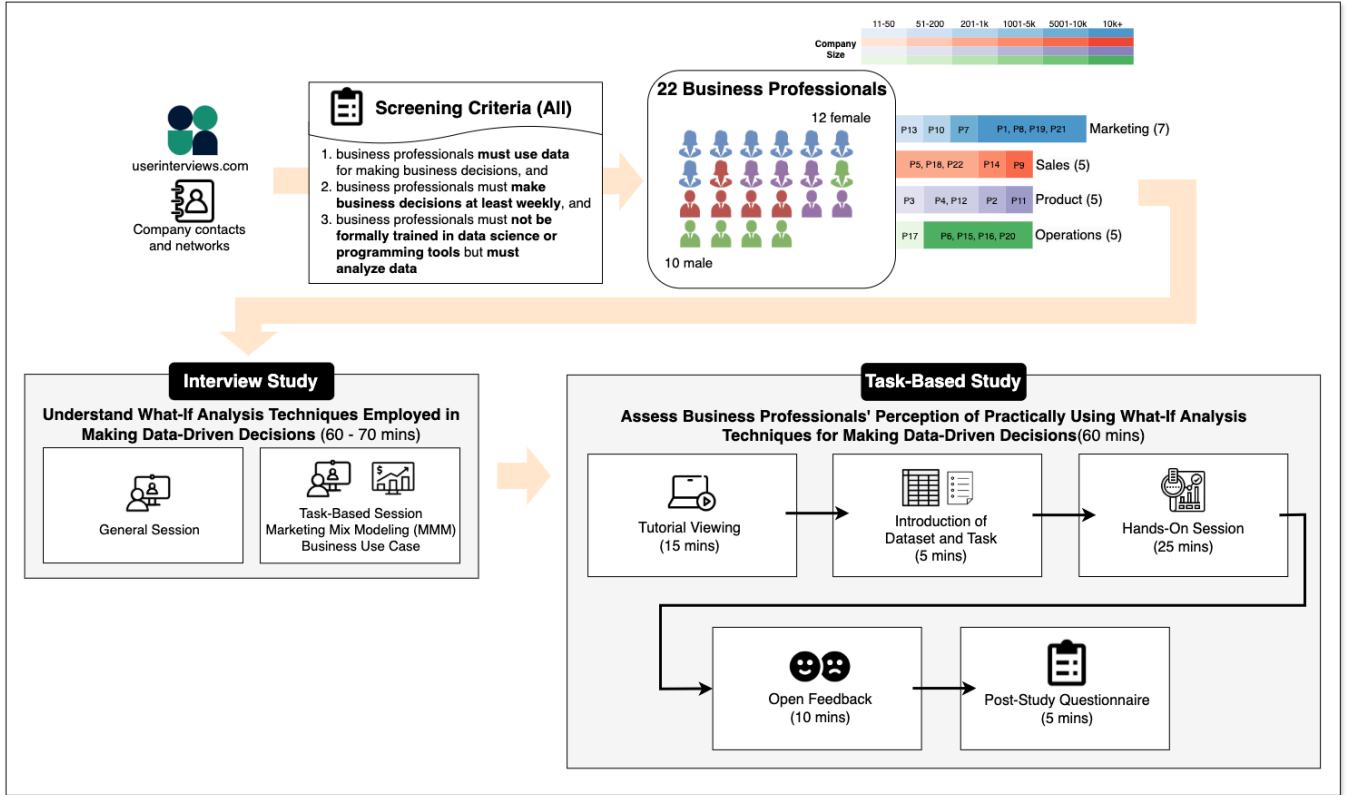 11-50 51-200 201-1k 1001-5k 5001-10k 10k+
Company
Size
userinterviews.com
Company contacts
and networks
Screening Criteria (All)
1. business professionals must use data
for making business decisions, and
2. business professionals must make
business decisions at least weekly, and
3. business professionals must not be
formally trained in data science or
programming tools but must
analyze data
22 Business Professionals
12 female
10 male
P13 P10 P7 P1, P8, P19, P21 Marketing (7)
P5, P18, P22 P14 P9 Sales (5)
P3 P4, P12 P2 P11 Product (5)
P17 P6, P15, P16, P20 Operations (5)
Interview Study
Understand What-If Analysis Techniques Employed in
Making Data-Driven Decisions (60 - 70 mins)
General Session
$
Task-Based Session
Marketing Mix Modeling (MMM)
Business Use Case
Task-Based Study
Assess Business Professionals' Perception of Practically Using What-If Analysis
Techniques for Making Data-Driven Decisions(60 mins)
Tutorial Viewing
(15 mins)
Introduction of
Dataset and Task
(5 mins)
Hands-On Session
(25 mins)
Open Feedback
(10 mins)
Post-Study Questionnaire
(5 mins)